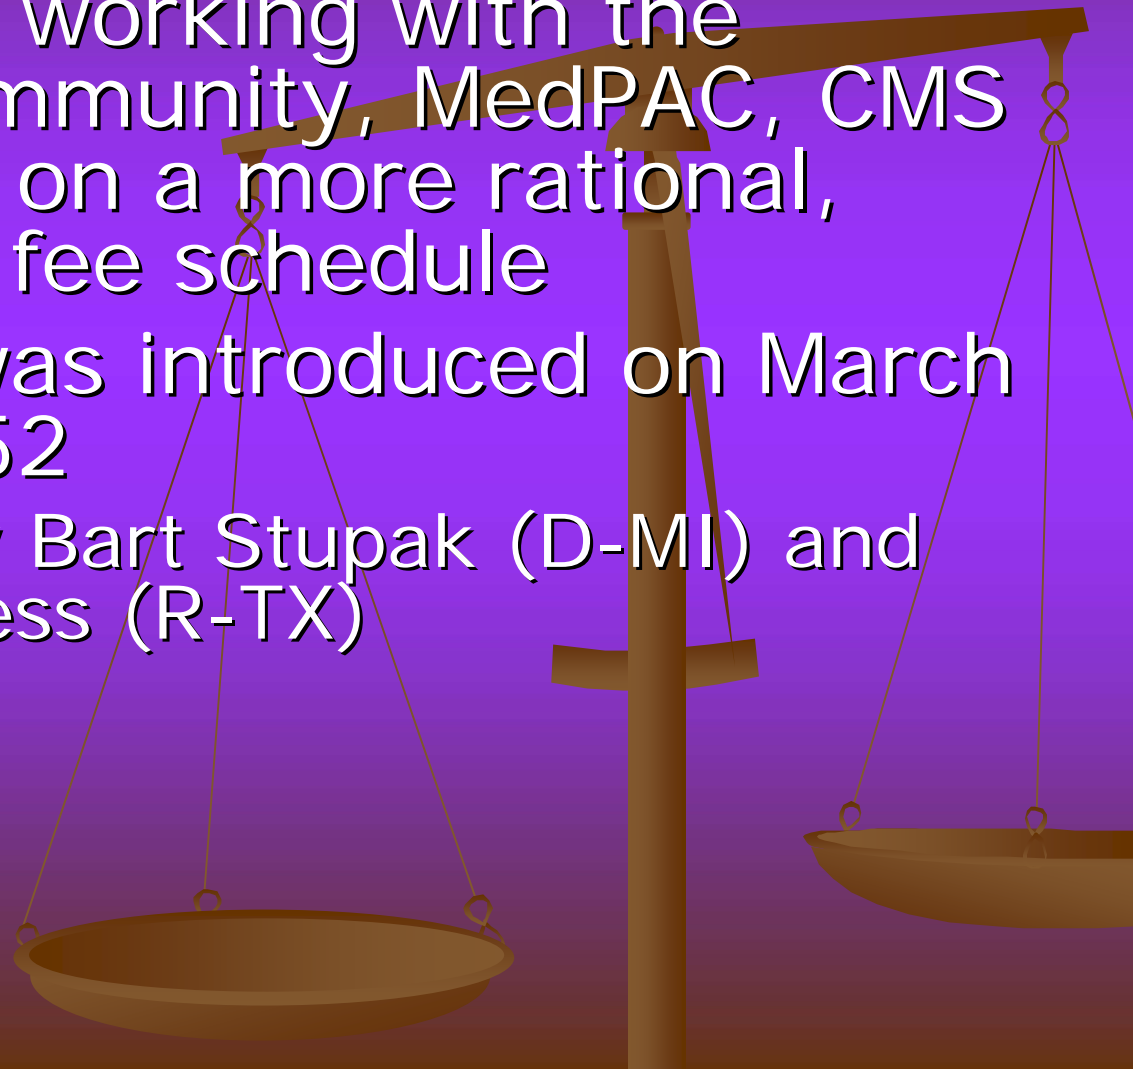 working with the
mmunity, MedPAC, CMS
on a more rational,
fee schedule
was introduced on March
52
Bart Stupak (D-MI) and
ess (R-TX)